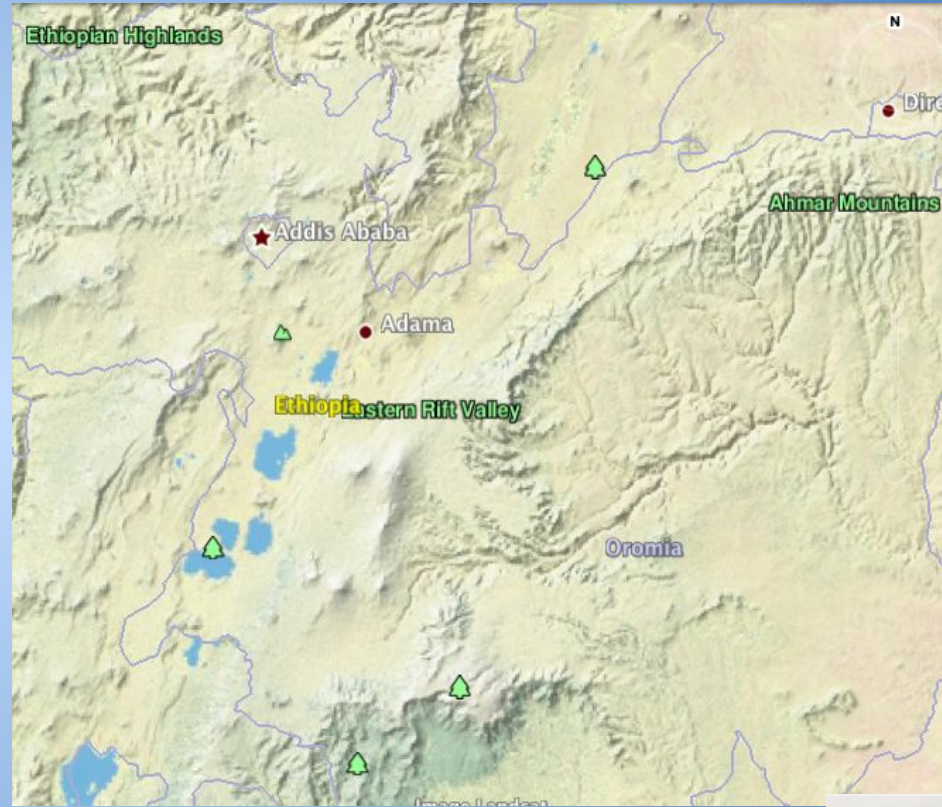 N
Ethiopian Highlands
Dire
Ahmar Mountains
Addis Ababa
Adama
Ethiopia
Eastern Rift Valley
Oromia
Image Landsat